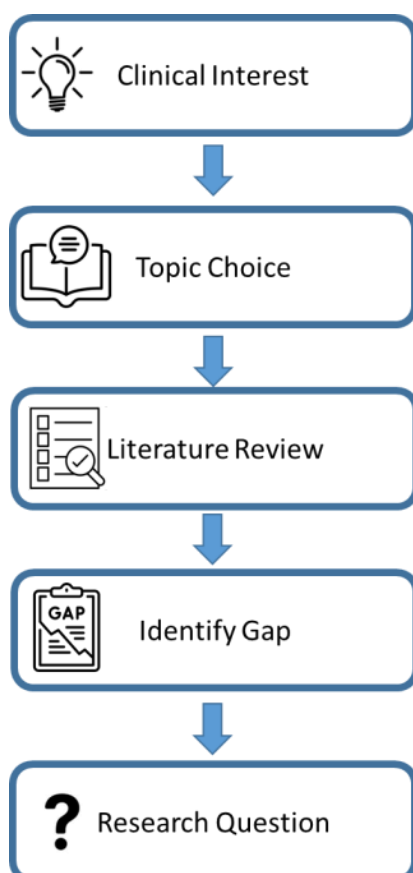 Clinical Interest
Topic Choice
Literature Review
GAP
Identify Gap
? Research Question